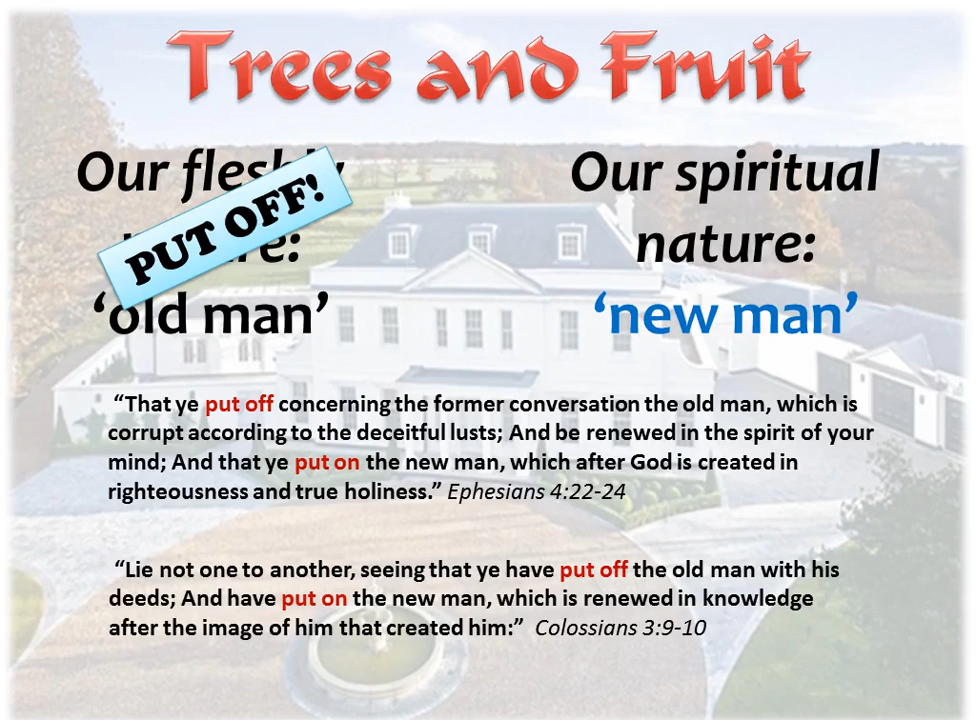 Trees and Fruit
Our fleshly
PUT OFF!
‘old man’
Our spiritual
nature:
‘new man’
“That ye put off concerning the former conversation the old man, which is
corrupt according to the deceitful lusts; And be renewed in the spirit of your
mind; And that ye put on the new man, which after God is created in
righteousness and true holiness.” Ephesians 4:22-24
“Lie not one to another, seeing that ye have put off the old man with his
deeds; And have put on the new man, which is renewed in knowledge
after the image of him that created him:” Colossians 3:9-10